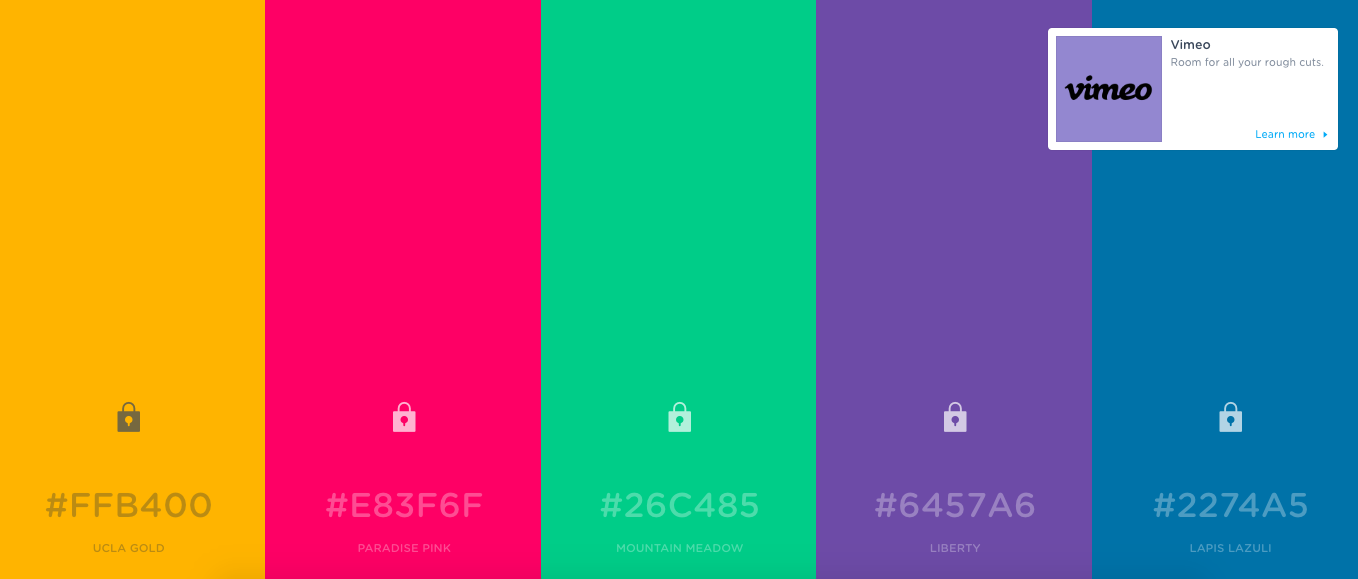 Vimeo
Room for all your rough cuts.
vimeo
Learn more
#FFB400
#E83F6F
#26C485
#6457A6
#2274A5
UCLA GOLD
PARADISE PINK
MOUNTAIN MEADOW
LIBERTY
LAPIS LAZULI